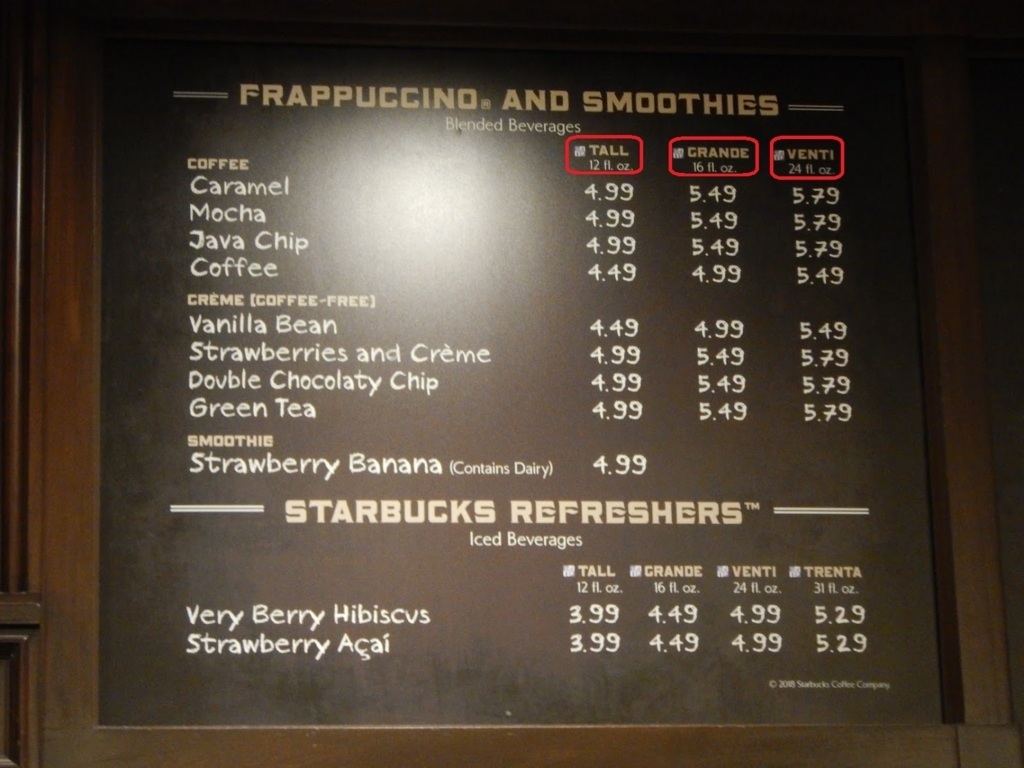 FRAPPUCCINO® AND SMOOTHIES
Blended Beverages
TALL GRANDE VENTI
COFFEE 12 fl. oz. 16 fl. oz. 24 fl. oz.
Caramel 4.99 5.49 5.79
Mocha 4.99 5.49 5.79
Java Chip 4.99 5.49 5.79
Coffee 4.49 4.99 5.49
CRÈME (COFFEE-FREE)
Vanilla Bean 4.49 4.99 5.49
Strawberries and Crème 4.99 5.49 5.79
Double Chocolaty Chip 4.99 5.49 5.79
Green Tea 4.99 5.49 5.79
SMOOTHIE
Strawberry Banana (Contains Dairy) 4.99
STARBUCKS REFRESHERS™
Iced Beverages
TALL GRANDE VENTI TRENTA
12 fl. oz. 16 fl. oz. 24 fl. oz. 31 fl. oz.
Very Berry Hibiscus 3.99 4.49 4.99 5.29
Strawberry Açaí 3.99 4.49 4.99 5.29
© 2018 Starbucks Coffee Company.